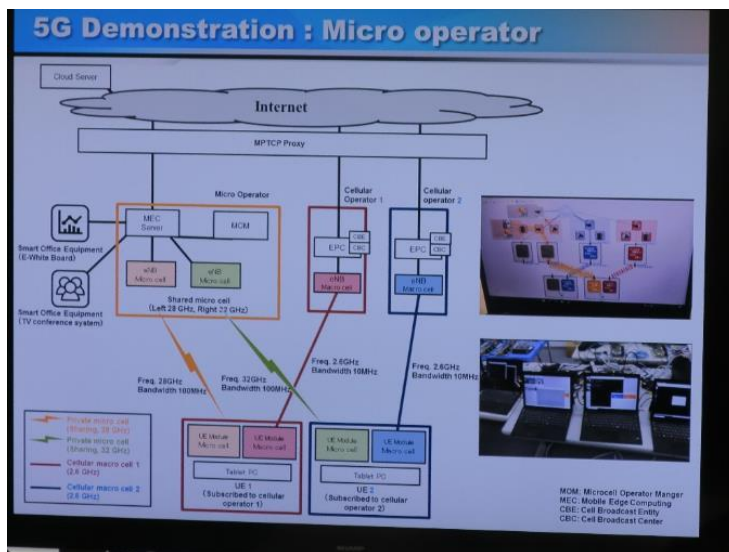 5G Demonstration : Micro operator
Cloud Server
Internet
MPTCP Proxy
Micro Operator
Cellular
Operator 1
Cellular
operator 2
MEC
Server
MOM
CBE
CBC
EPC
CBE
CBC
EPC
Smart Office Equipment
(E-White Board)
eNB
Micro cell
eNB
Micro cell
eNB
Macro cell
eNB
Macro cell
Shared micro cell
(Left 28 GHz, Right 32 GHz)
Smart Office Equipment
(TV conference system)
Freq. 28GHz
Bandwidth 100MHz
Freq. 32GHz
Bandwidth 100MHz
Freq. 2.6GHz
Bandwidth 10MHz
Freq. 2.6GHz
Bandwidth 10MHz
Private micro cell
(Sharing, 28 GHz)
Private micro cell
(Sharing, 32 GHz)
Cellular macro cell 1
(2.6 GHz)
Cellular macro cell 2
(2.6 GHz)
UE Module
Micro cell
UE Module
Macro cell
Tablet PC
UE 1
(Subscribed to cellular
operator 1)
UE Module
Micro cell
UE Module
Macro cell
Tablet PC
UE 2
(Subscribed to cellular
operator 2)
MOM: Microcell Operator Manger
MEC: Mobile Edge Computing
CBE: Cell Broadcast Entity
CBC: Cell Broadcast Center